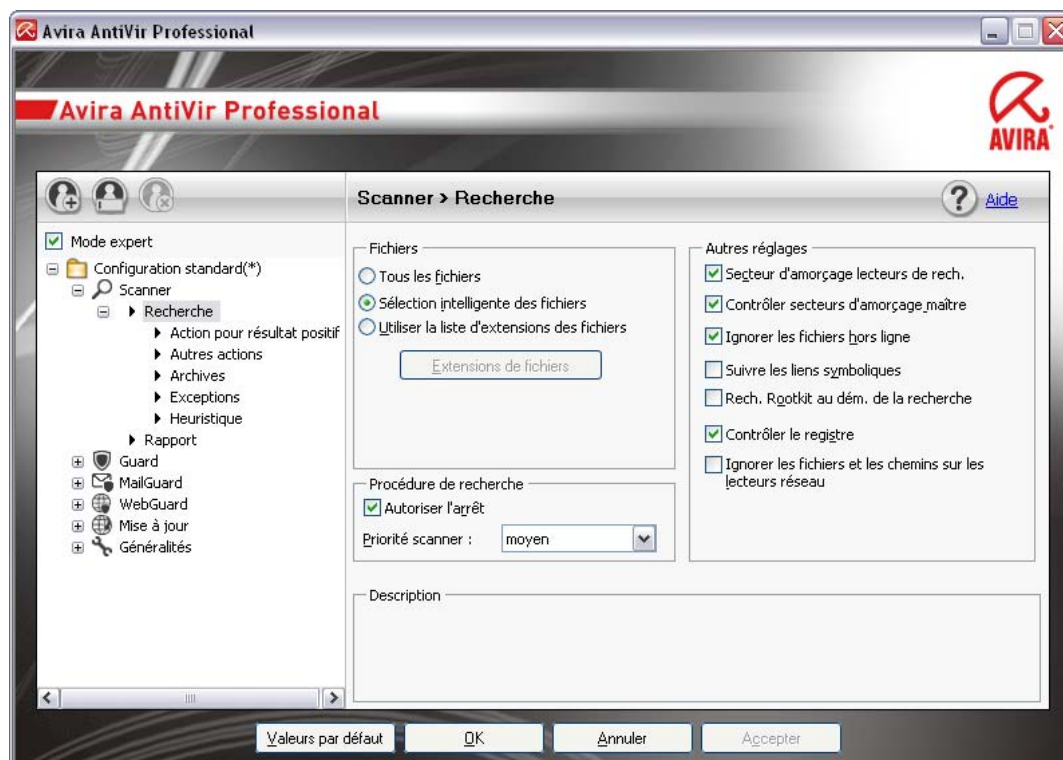 Avira AntiVir Professional
Avira AntiVir Professional
AVIRA
Scanner > Recherche
Aide
Mode expert
Configuration standard(*)
Scanner
Recherche
Action pour résultat positif
Autres actions
Archives
Exceptions
Heuristique
Rapport
Guard
MailGuard
WebGuard
Mise à jour
Généralités
Fichiers
Tous les fichiers
Sélection intelligente des fichiers
Utiliser la liste d'extensions des fichiers
Extensions de fichiers
Procédure de recherche
Autoriser l'arrêt
Priorité scanner :
moyen
Autres réglages
Secteur d'amorçage lecteurs de rech.
Contrôler secteurs d'amorçage maître
Ignorer les fichiers hors ligne
Suivre les liens symboliques
Rech. Rootkit au dém. de la recherche
Contrôler le registre
Ignorer les fichiers et les chemins sur les
lecteurs réseau
Description
Valeurs par défaut
OK
Annuler
Accepter